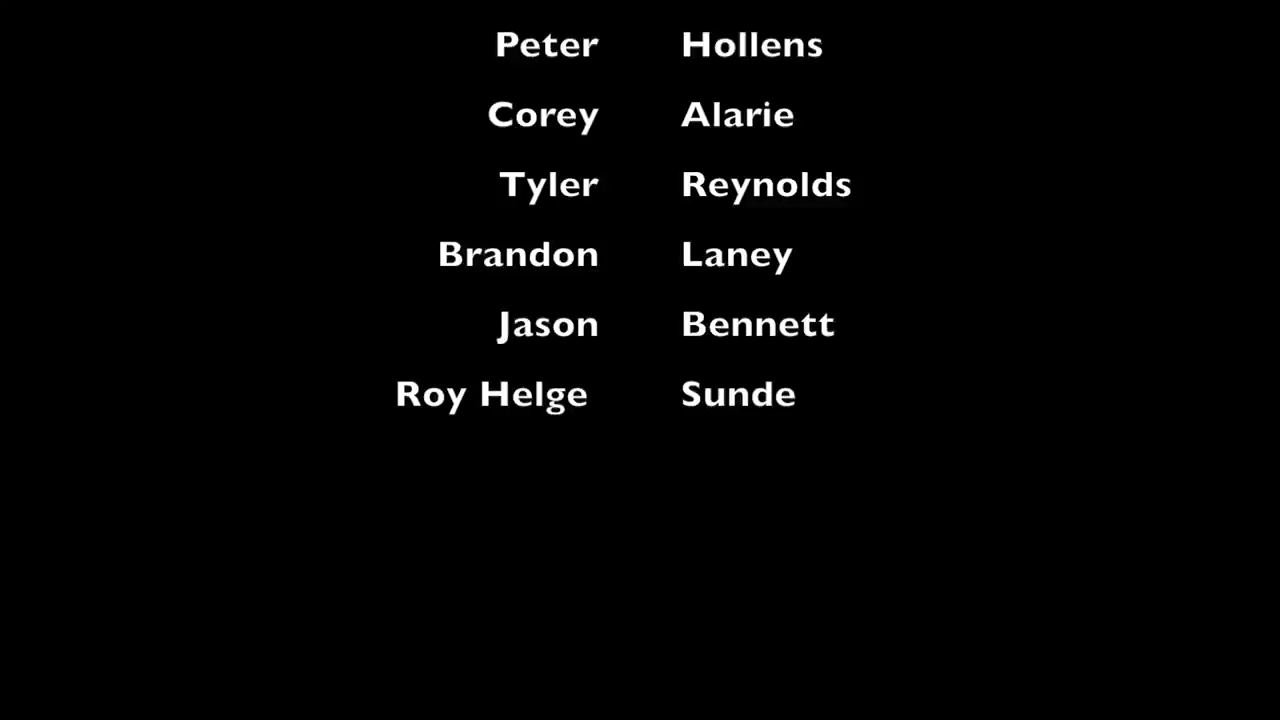 Peter Hollens
Corey Alarie
Tyler Reynolds
Brandon Laney
Jason Bennett
Roy Helge Sunde